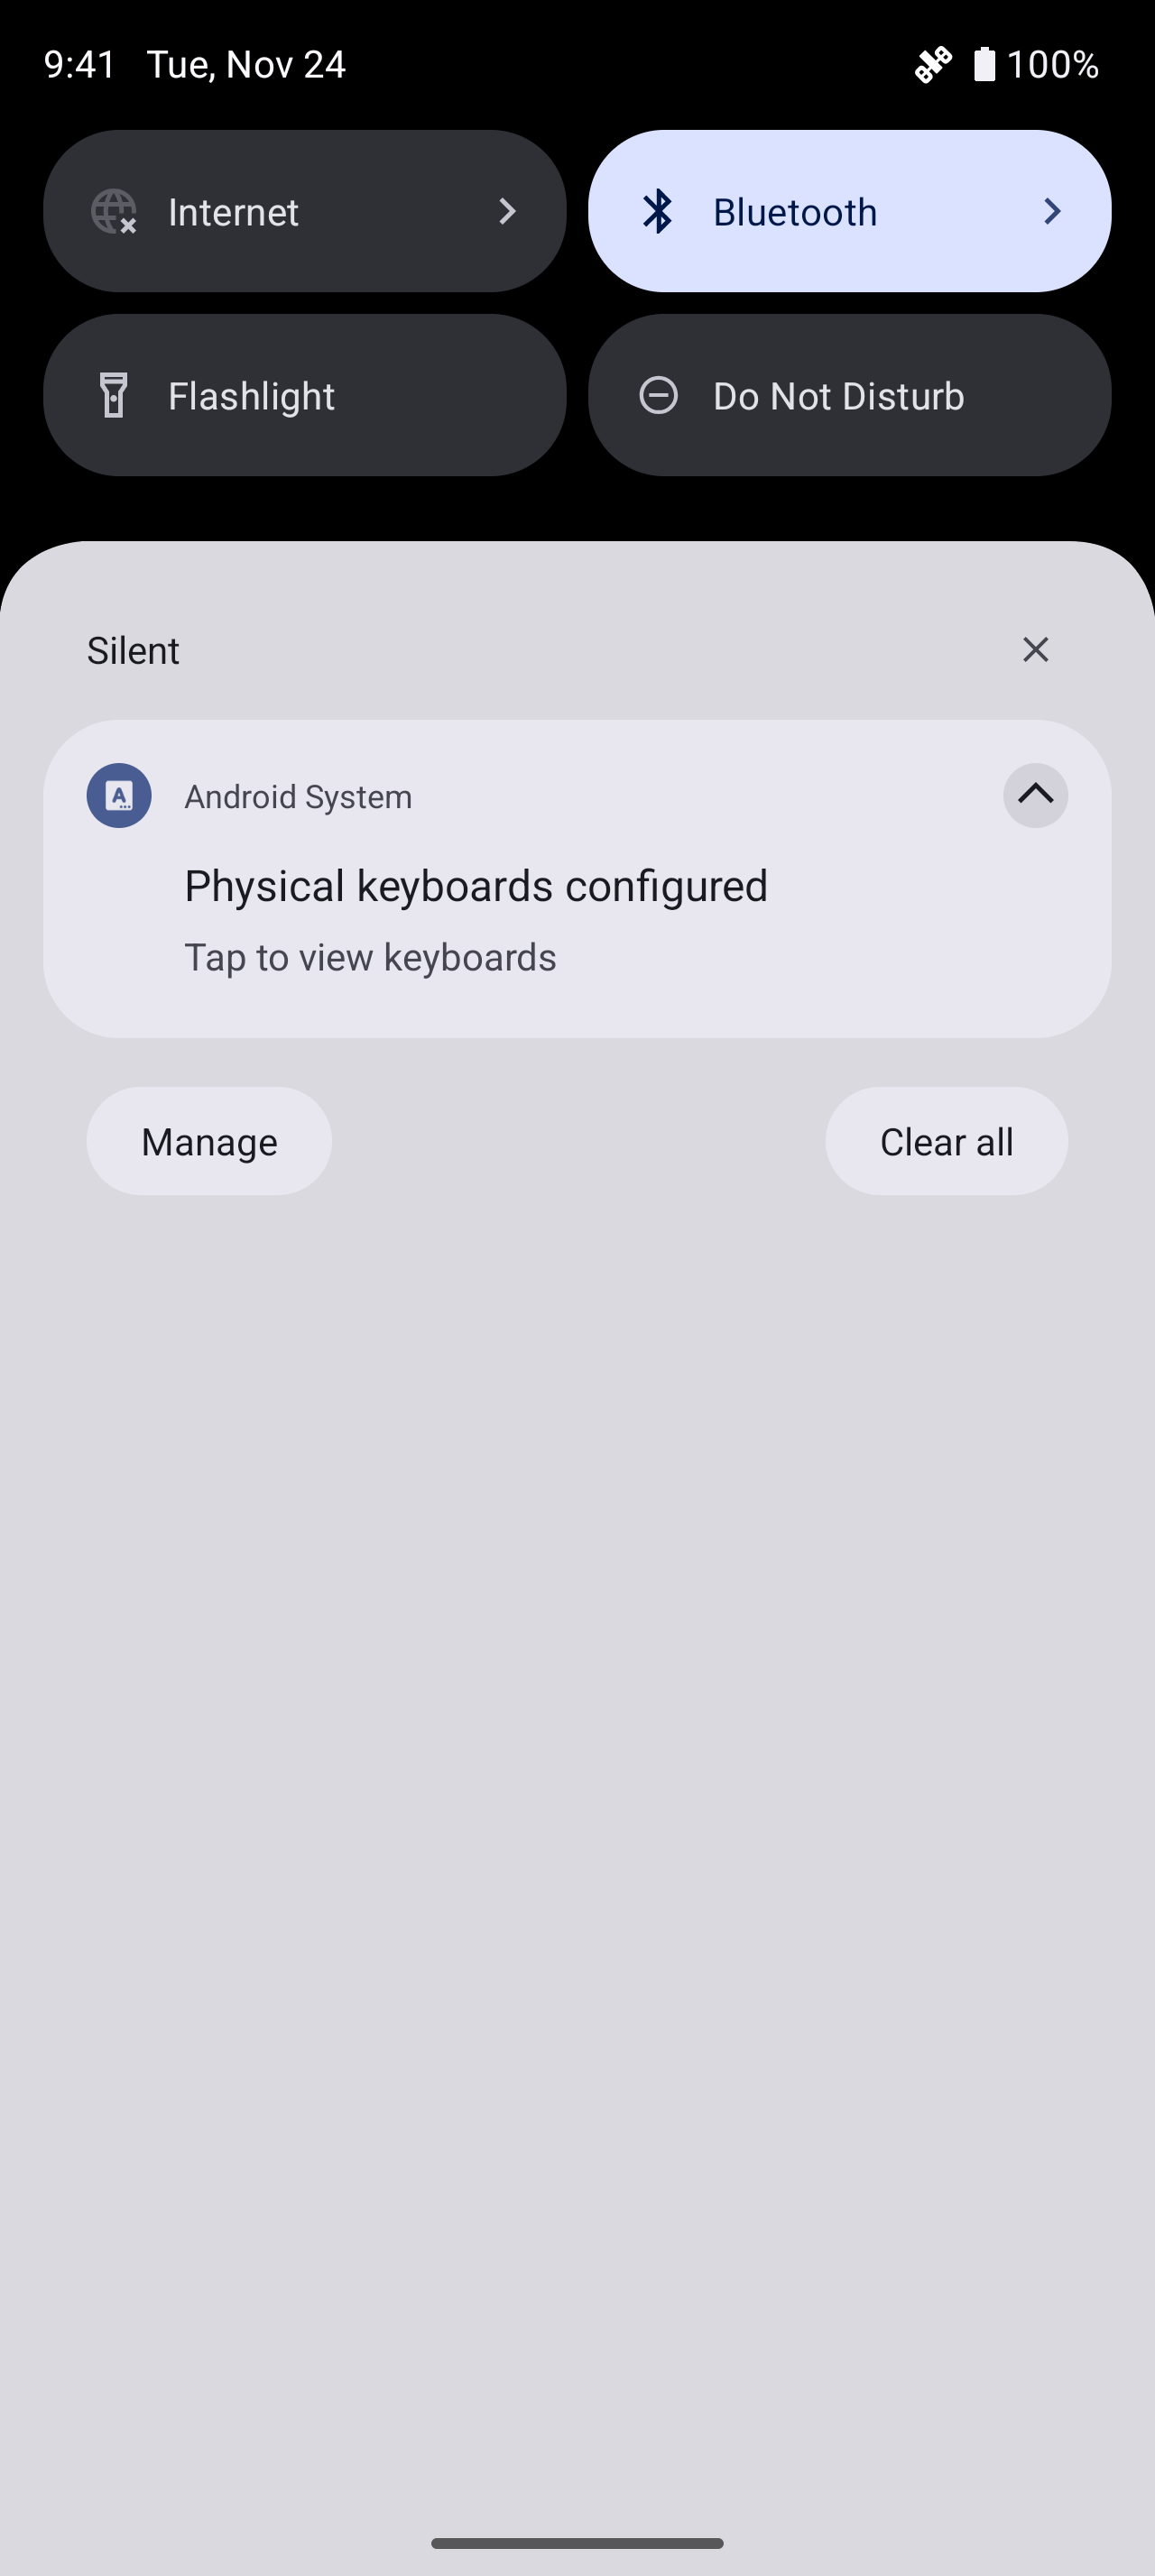 9:41 Tue, Nov 24 100%
Internet
Bluetooth
Flashlight
Do Not Disturb
Silent
Android System
Physical keyboards configured
Tap to view keyboards
Manage
Clear all